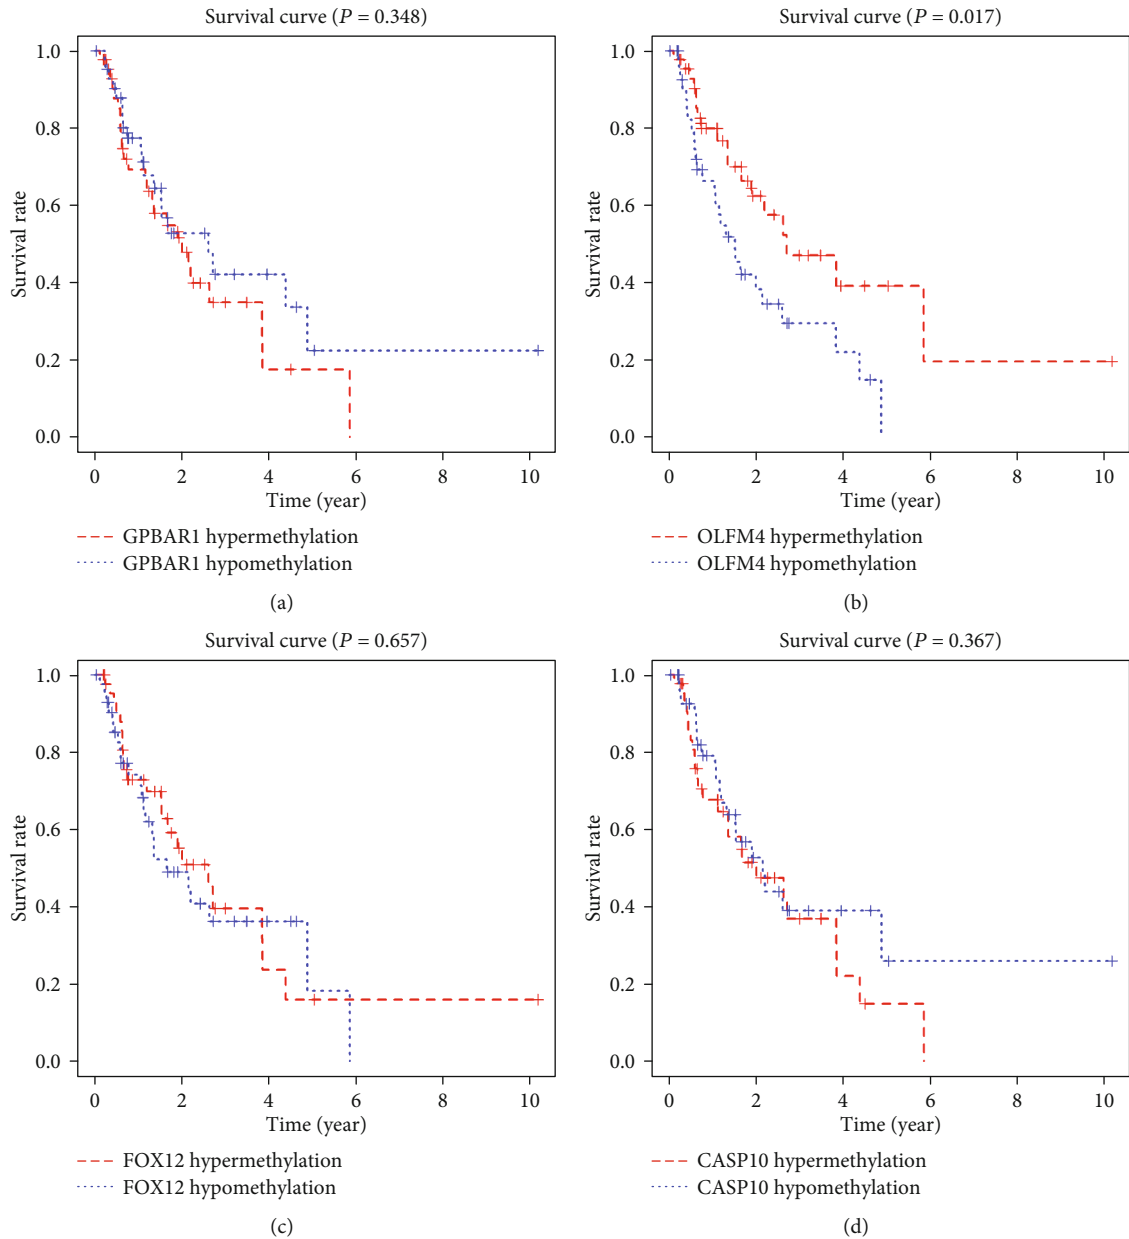 (a)
Survival curve (P = 0.348)
1.0
0.8
0.6
0.4
0.2
0.0
Survival rate
0 2 4 6 8 10
Time (year)
GPBAR1 hypermethylation
GPBAR1 hypomethylation
(a)
Survival curve (P = 0.017)
1.0
0.8
0.6
0.4
0.2
0.0
Survival rate
0 2 4 6 8 10
Time (year)
OLFM4 hypermethylation
OLFM4 hypomethylation
(b)
Survival curve (P = 0.657)
1.0
0.8
0.6
0.4
0.2
0.0
Survival rate
0 2 4 6 8 10
Time (year)
FOX12 hypermethylation
FOX12 hypomethylation
(c)
Survival curve (P = 0.367)
1.0
0.8
0.6
0.4
0.2
0.0
Survival rate
0 2 4 6 8 10
Time (year)
CASP10 hypermethylation
CASP10 hypomethylation
(d)